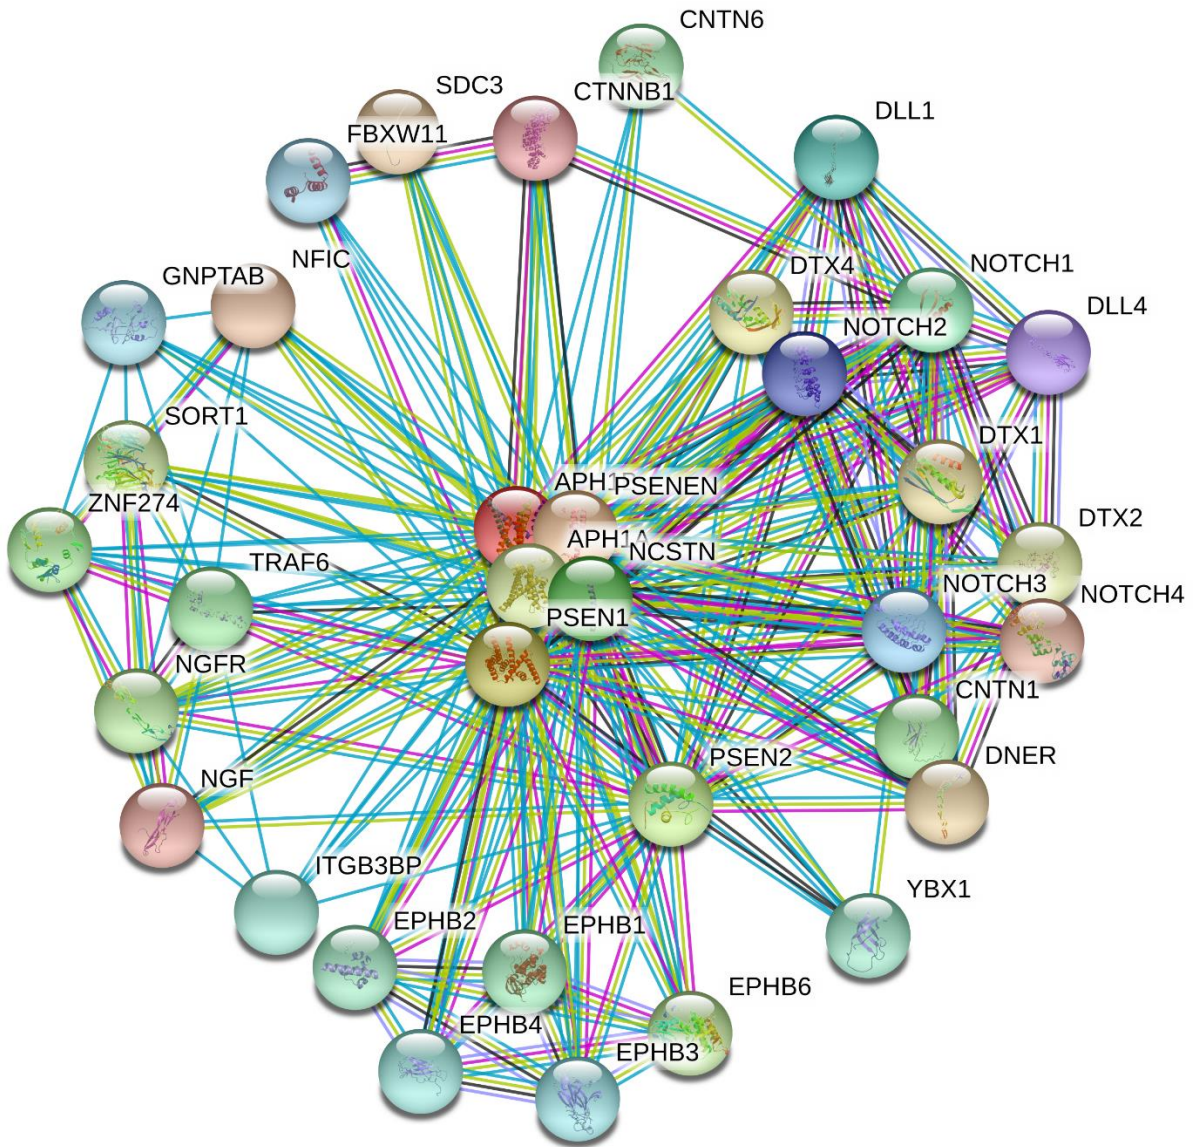 CNTN6
SDC3
CTNNB1
DLL1
FBXW11
NFIC
GNPTAB
DTX4
NOTCH1
DLL4
NOTCH2
SORT1
DTX1
ZNF274
APH1B
PSENEN
DTX2
TRAF6
APH1A
NCSTN
NOTCH3
NOTCH4
PSEN1
NGFR
CNTN1
DNER
PSEN2
NGF
ITGB3BP
YBX1
EPHB2
EPHB1
EPHB6
EPHB4
EPHB3